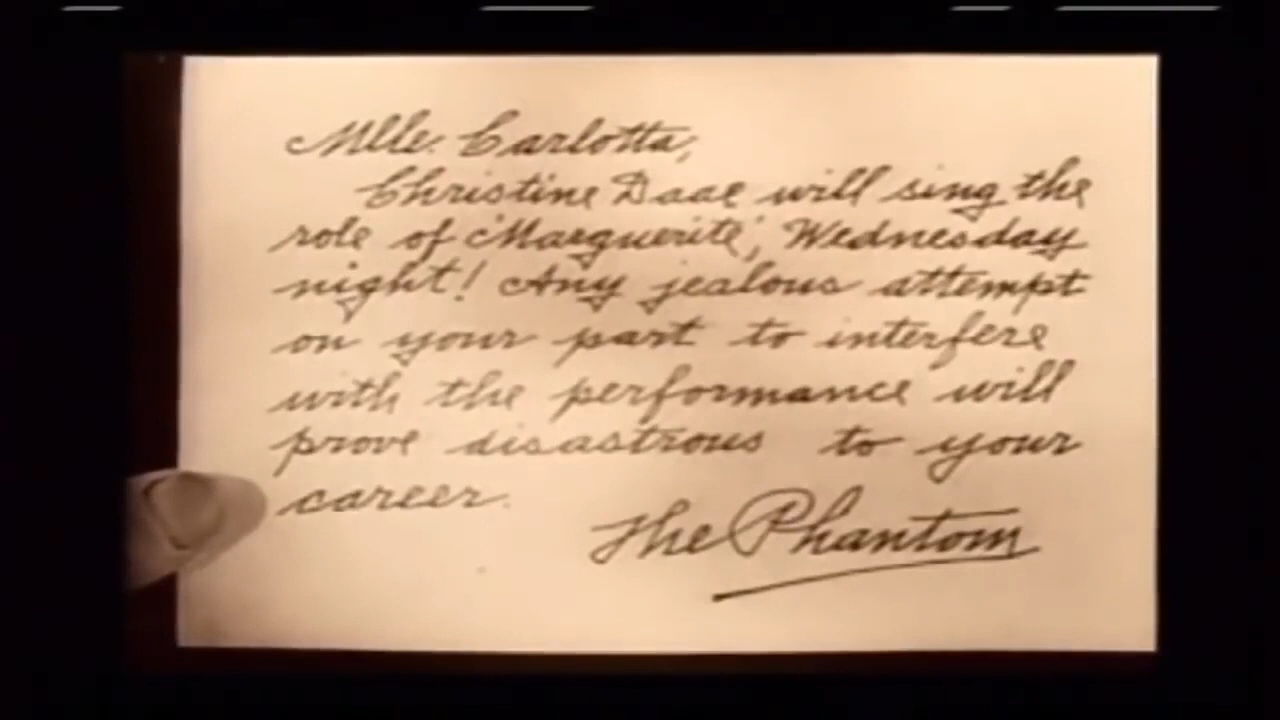 Mlle. Carlotta,
Christine Daae will sing the
role of 'Marguerite', Wednesday
night! Any jealous attempt
on your part to interfere
with the performance will
prove disastrous to your
career.
The Phantom